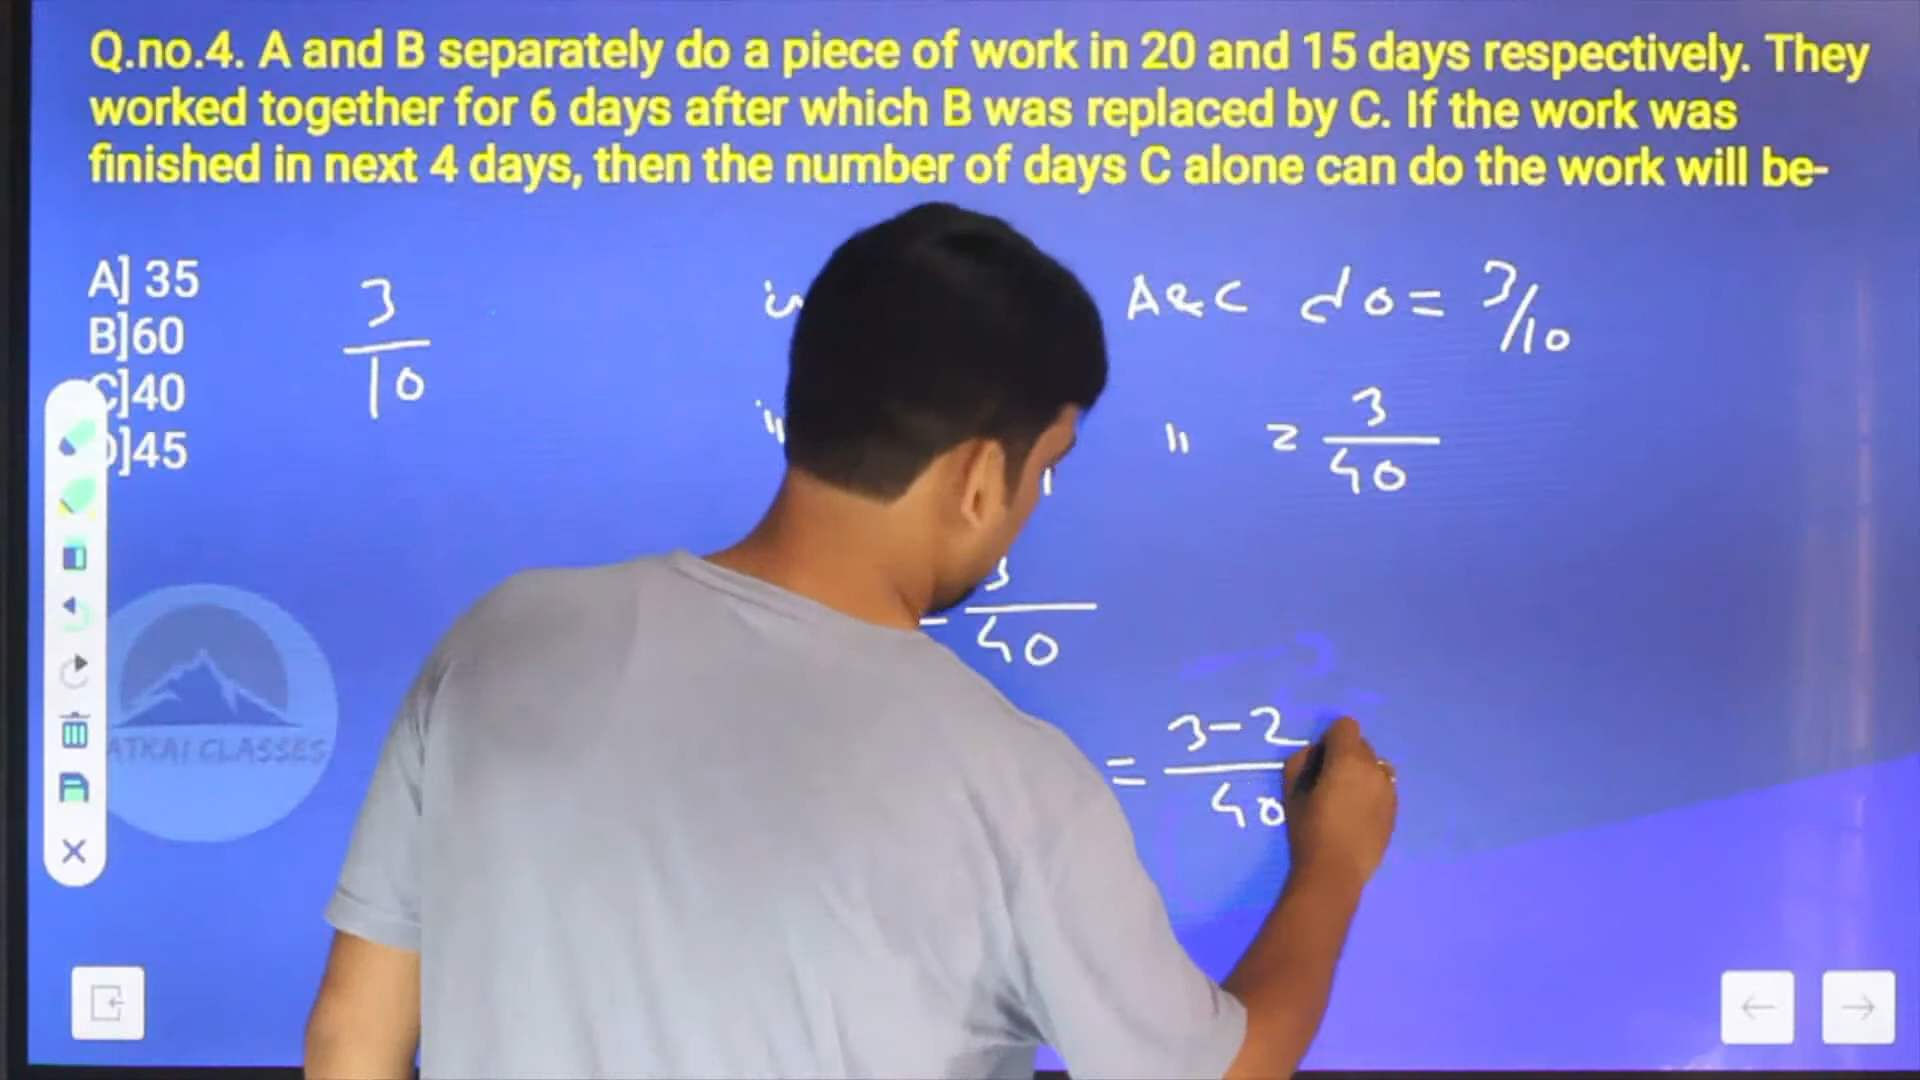 Q.no.4. A and B separately do a piece of work in 20 and 15 days respectively. They
worked together for 6 days after which B was replaced by C. If the work was
finished in next 4 days, then the number of days C alone can do the work will be-
A] 35
B]60
C]40
D]45
3
10
A & C do = 3/10
" = 3
40
- 3
40
= 3-2
40
ATKAI CLASSES